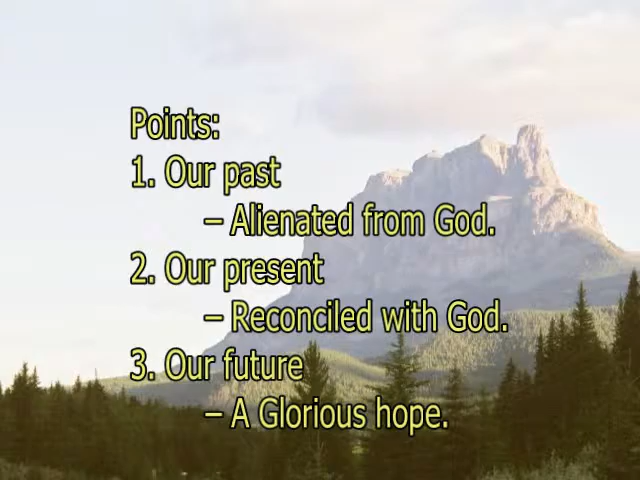 Points:
1. Our past
– Alienated from God.
2. Our present
– Reconciled with God.
3. Our future
– A Glorious hope.